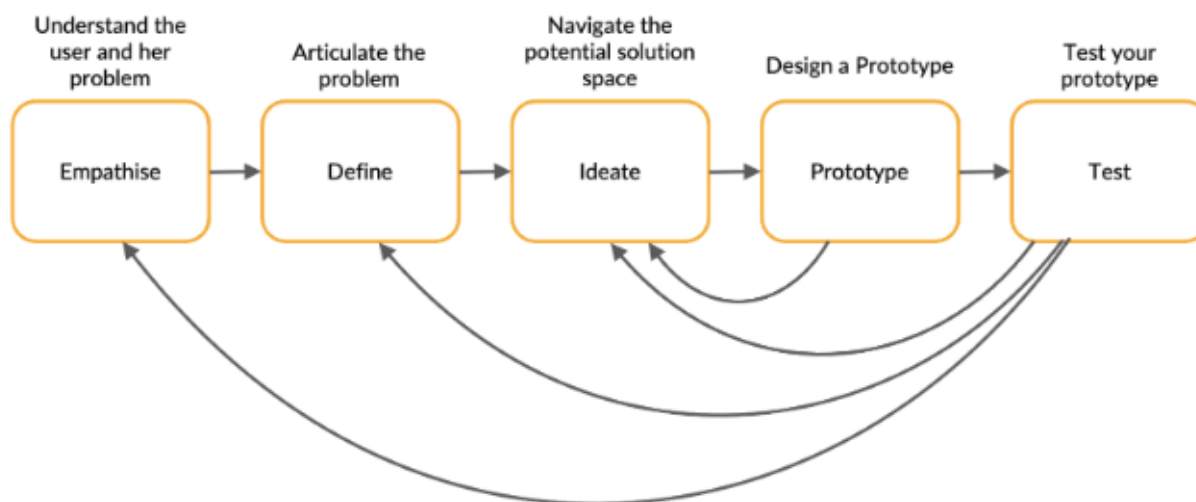 Understand the
user and her
problem
Articulate the
problem
Navigate the
potential solution
space
Design a Prototype
Test your
prototype
Empathise
Define
Ideate
Prototype
Test